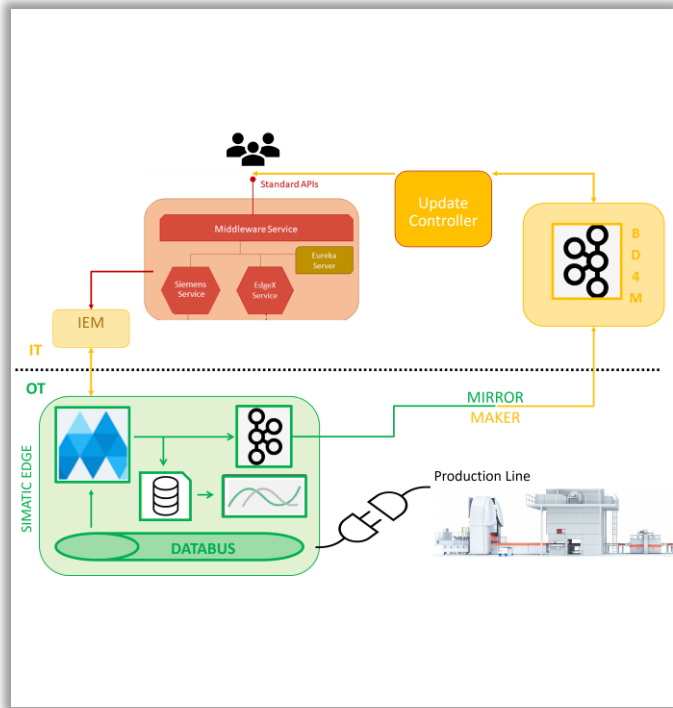 Standard APIs
Update
Controller
Middleware Service
Eureka
Server
Siemens
Service
EdgeX
Service
B
D
4
M
IEM
IT
OT
MIRROR
MAKER
SIMATIC EDGE
Production Line
DATABUS